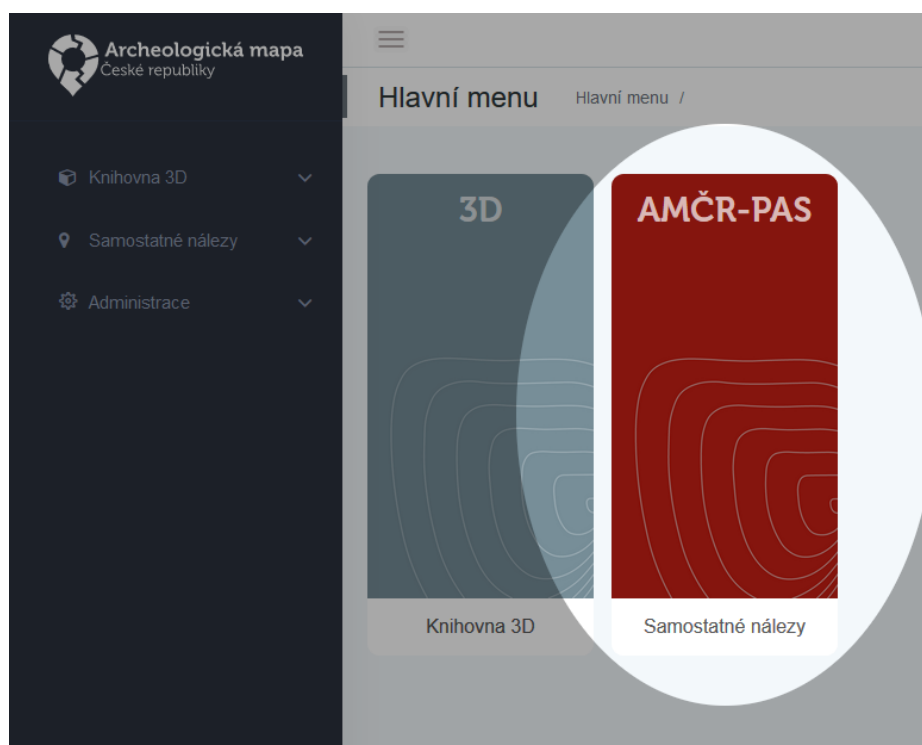 Archeologická mapa
České republiky
Hlavní menu
Hlavní menu /
Knihovna 3D
Samostatné nálezy
Administrace
3D
AMČR-PAS
Knihovna 3D
Samostatné nálezy